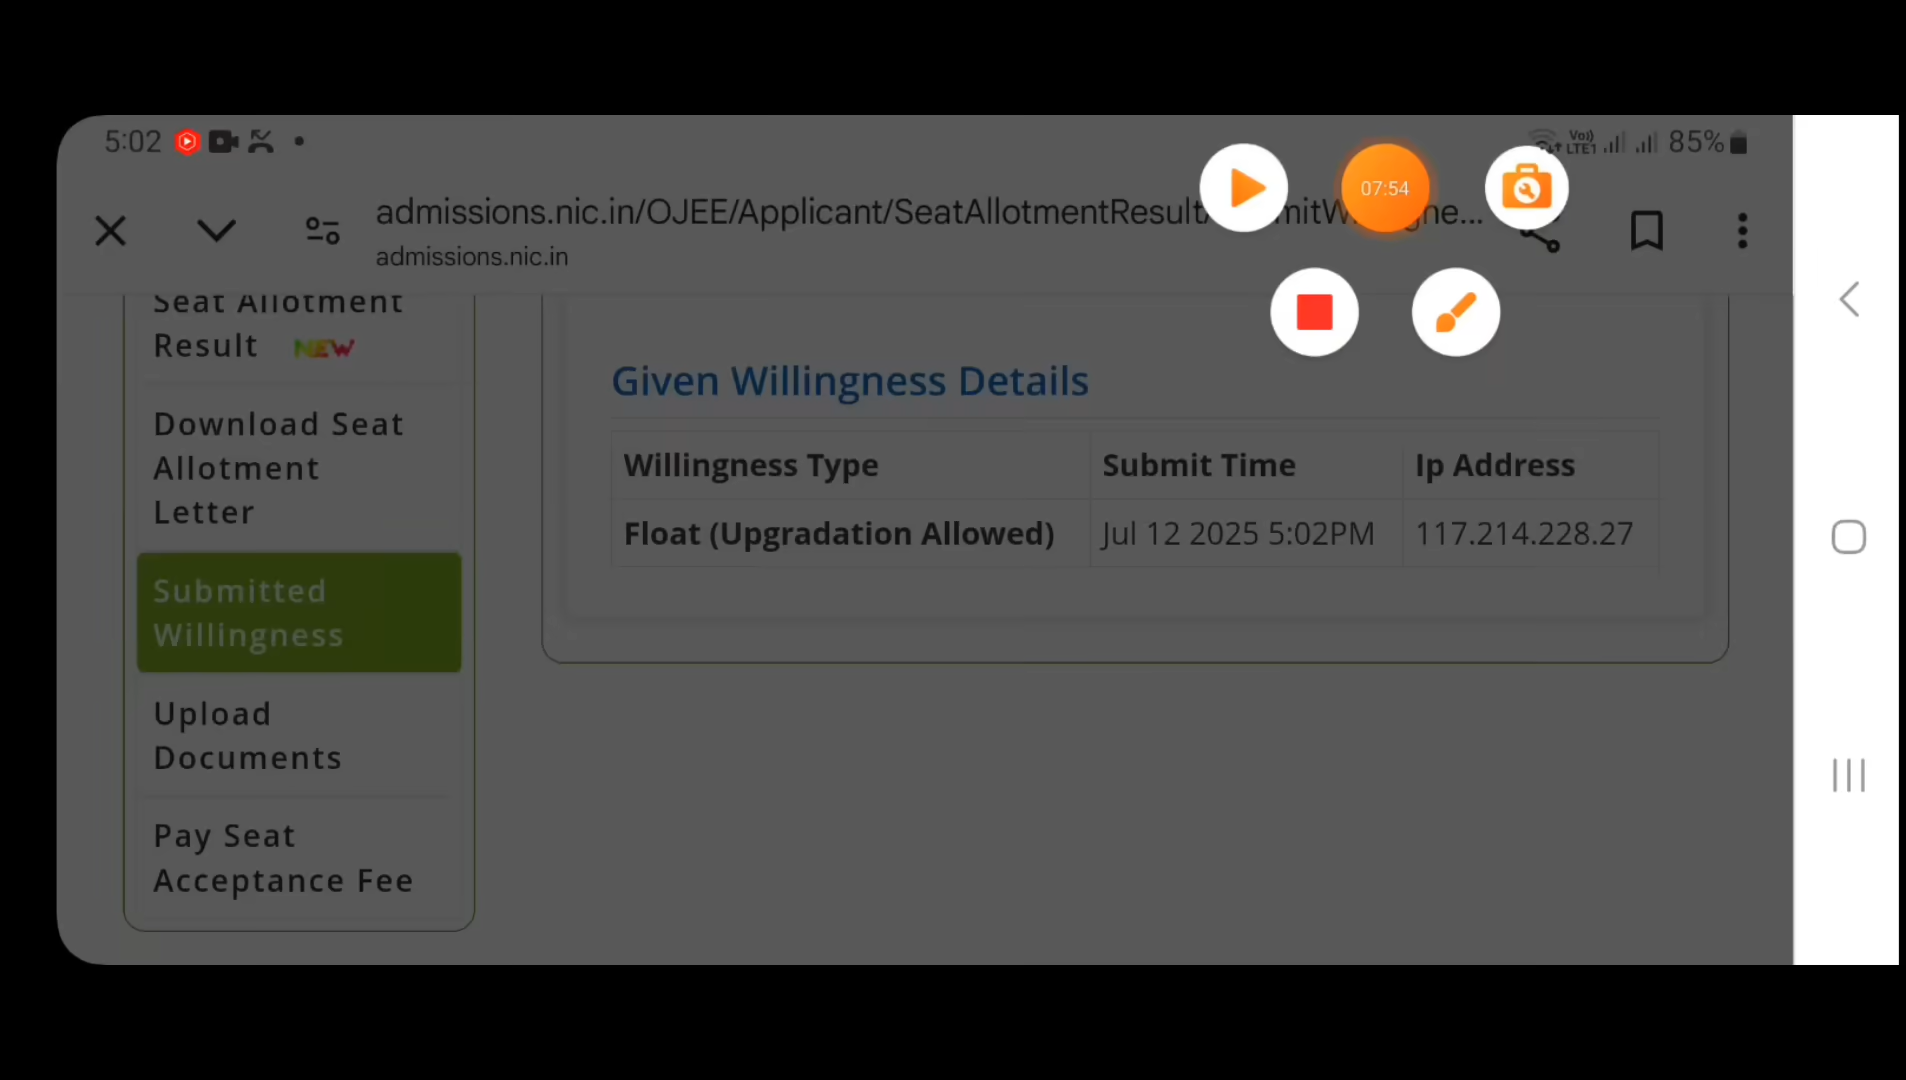 5:02
Vo)) LTE1 85%
07:54
admissions.nic.in/OJEE/Applicant/SeatAllotmentResult
admissions.nic.in
Seat Allotment
Result NEW
Download Seat
Allotment
Letter
Submitted
Willingness
Upload
Documents
Pay Seat
Acceptance Fee
Given Willingness Details
Willingness Type Submit Time Ip Address
Float (Upgradation Allowed) Jul 12 2025 5:02PM 117.214.228.27